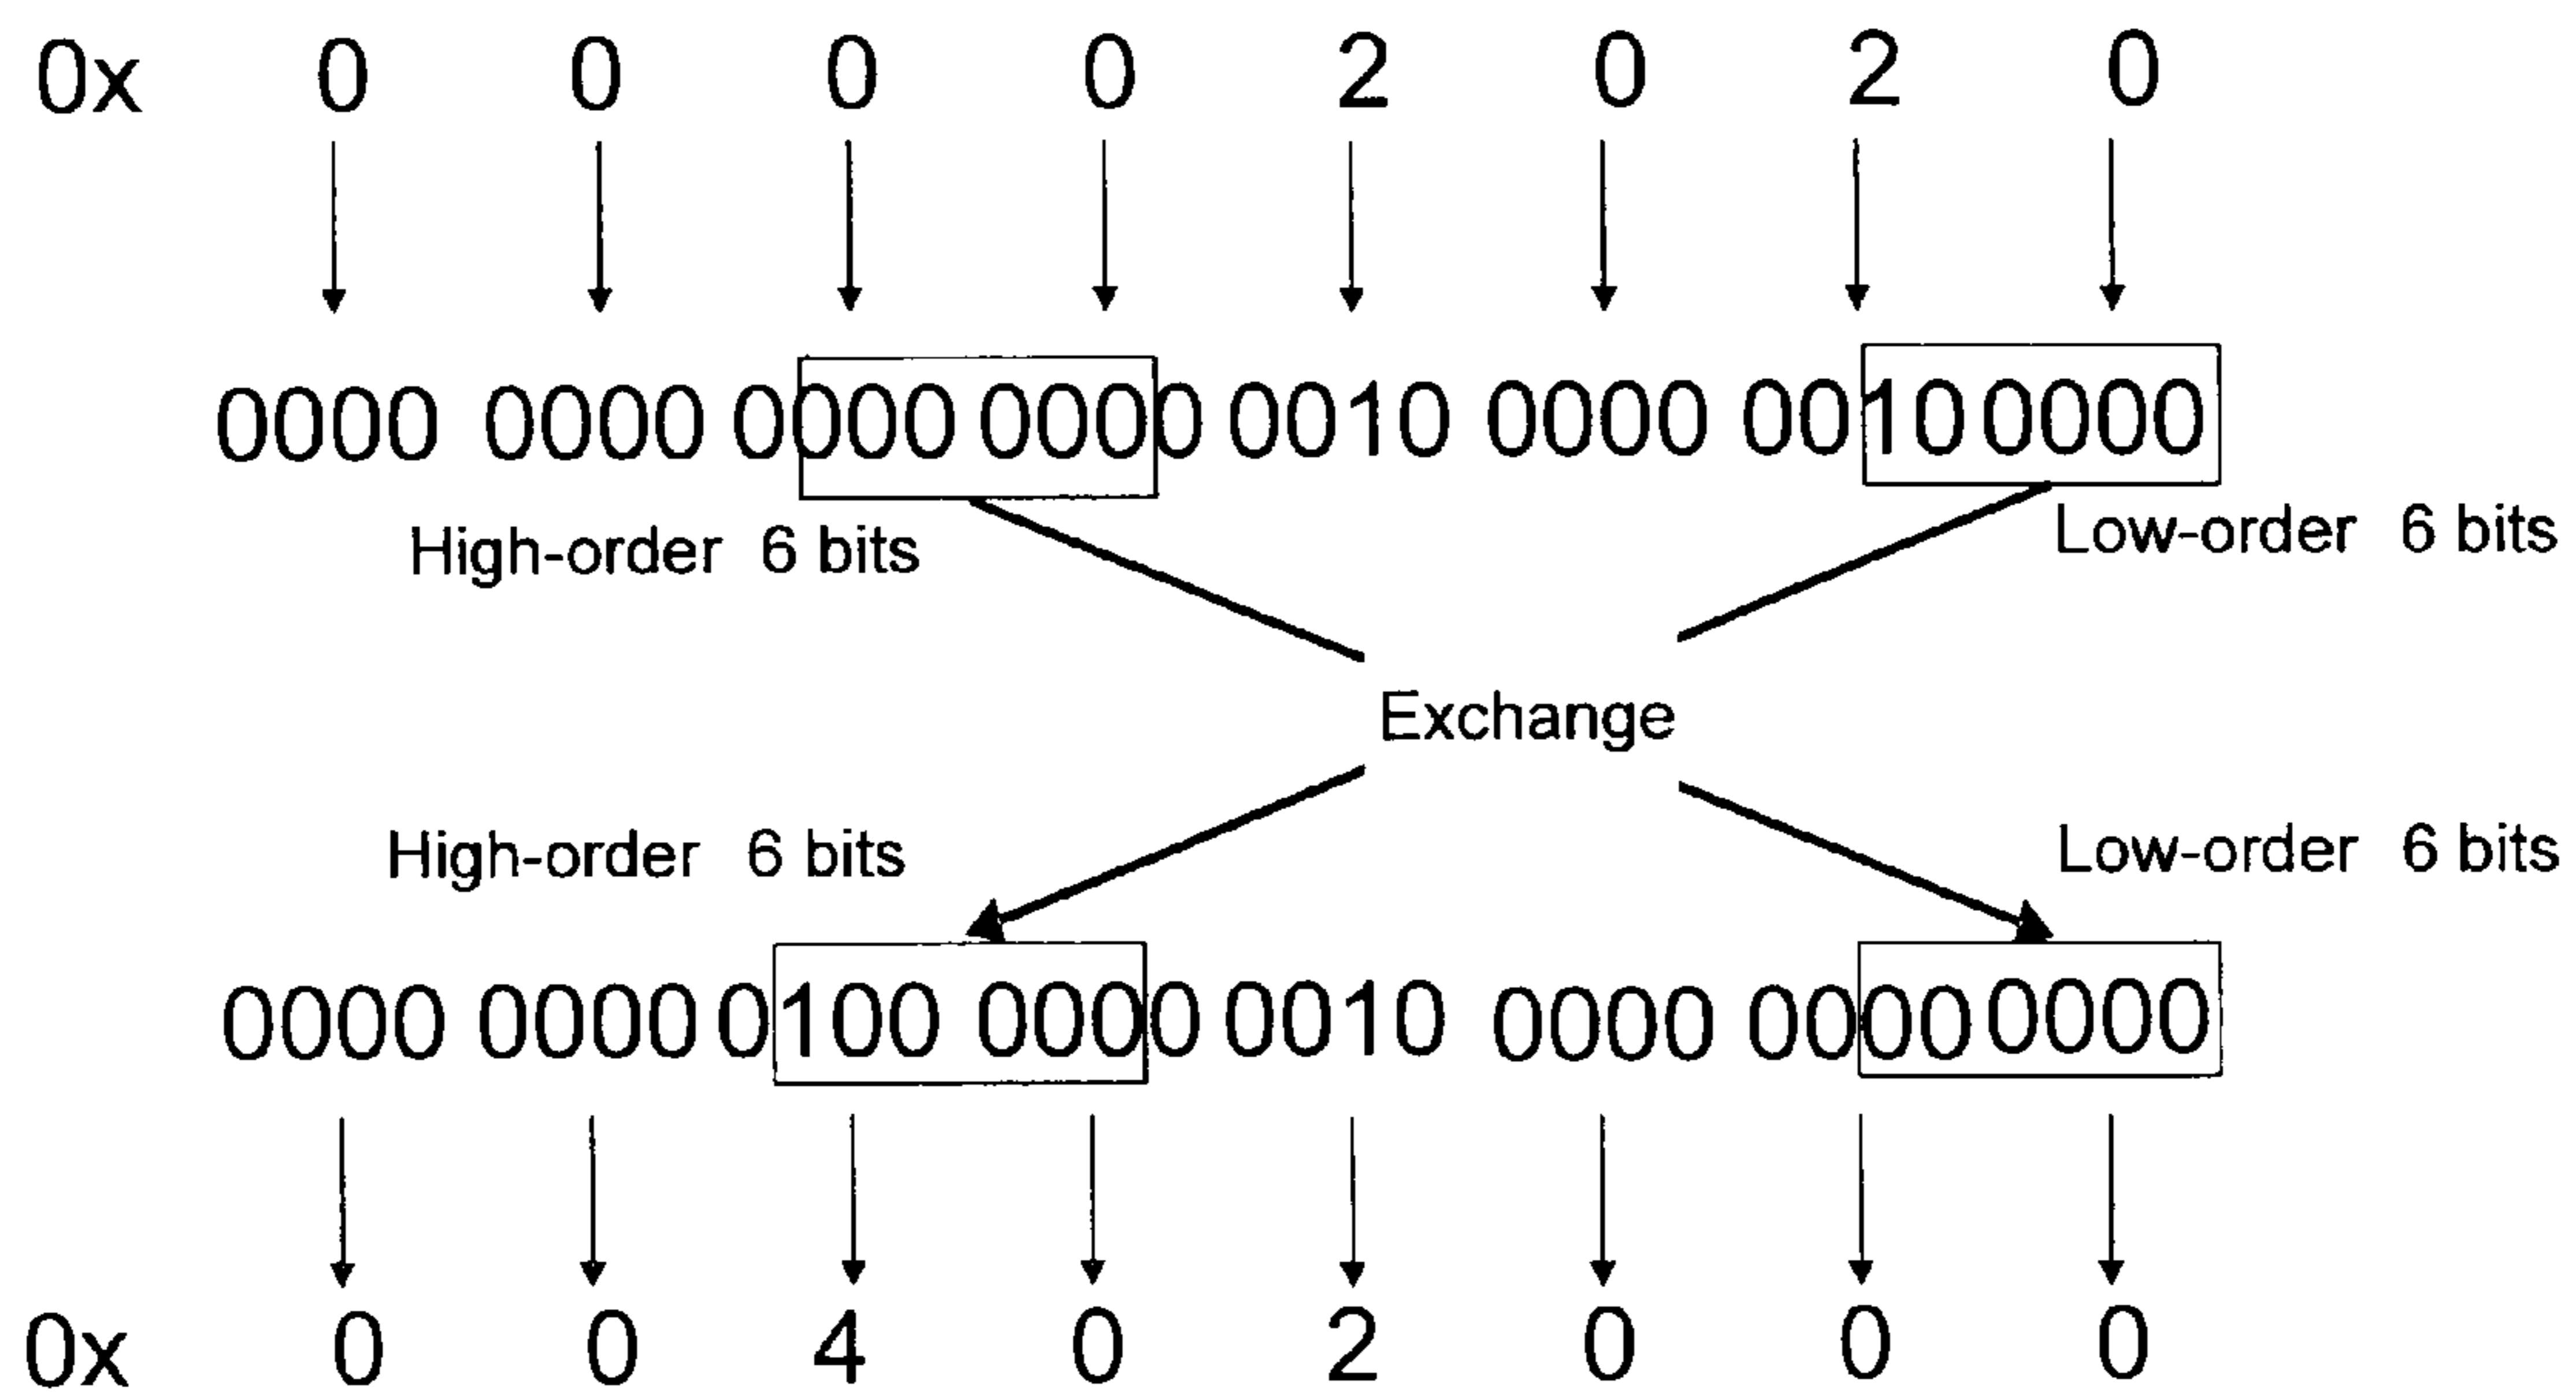 0x 0 0 0 0 2 0 2 0
0000 0000 0000 0000 0010 0000 0010 0000
High-order 6 bits Low-order 6 bits
Exchange
High-order 6 bits Low-order 6 bits
0000 0000 0100 0000 0010 0000 0000 0000
0x 0 0 4 0 2 0 0 0